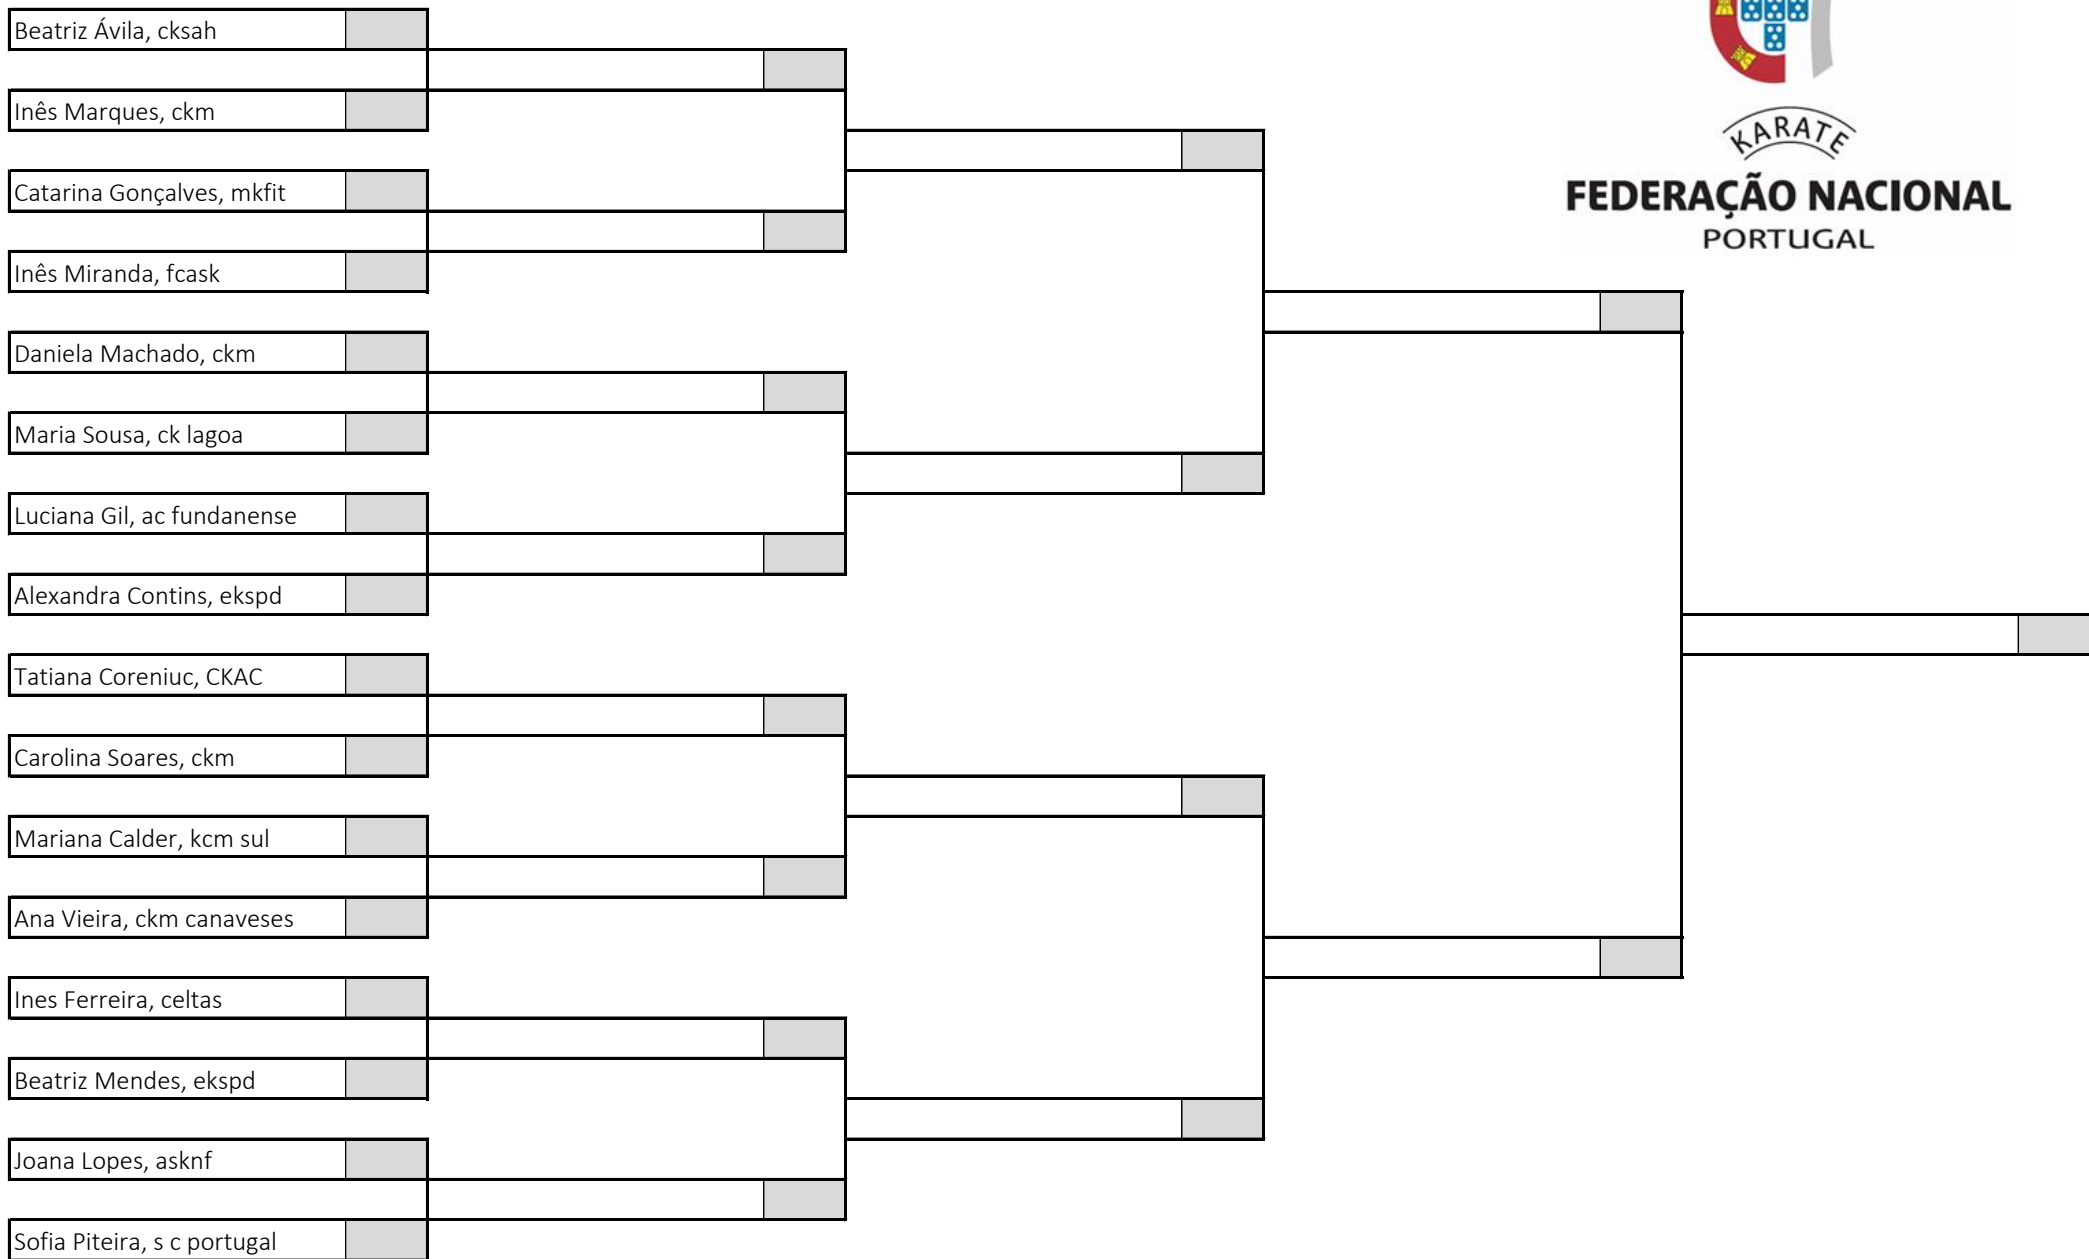 Beatriz Ávila, cksah
Inês Marques, ckm
Catarina Gonçalves, mkfit
Inês Miranda, fcask
Daniela Machado, ckm
Maria Sousa, ck lagoa
Luciana Gil, ac fundanense
Alexandra Contins, ekspd
Tatiana Coreniuc, CKAC
Carolina Soares, ckm
Mariana Calder, kcm sul
Ana Vieira, ckm canaveses
Ines Ferreira, celtas
Beatriz Mendes, ekspd
Joana Lopes, asknf
Sofia Piteira, s c portugal
KARATE
FEDERAÇÃO NACIONAL
PORTUGAL